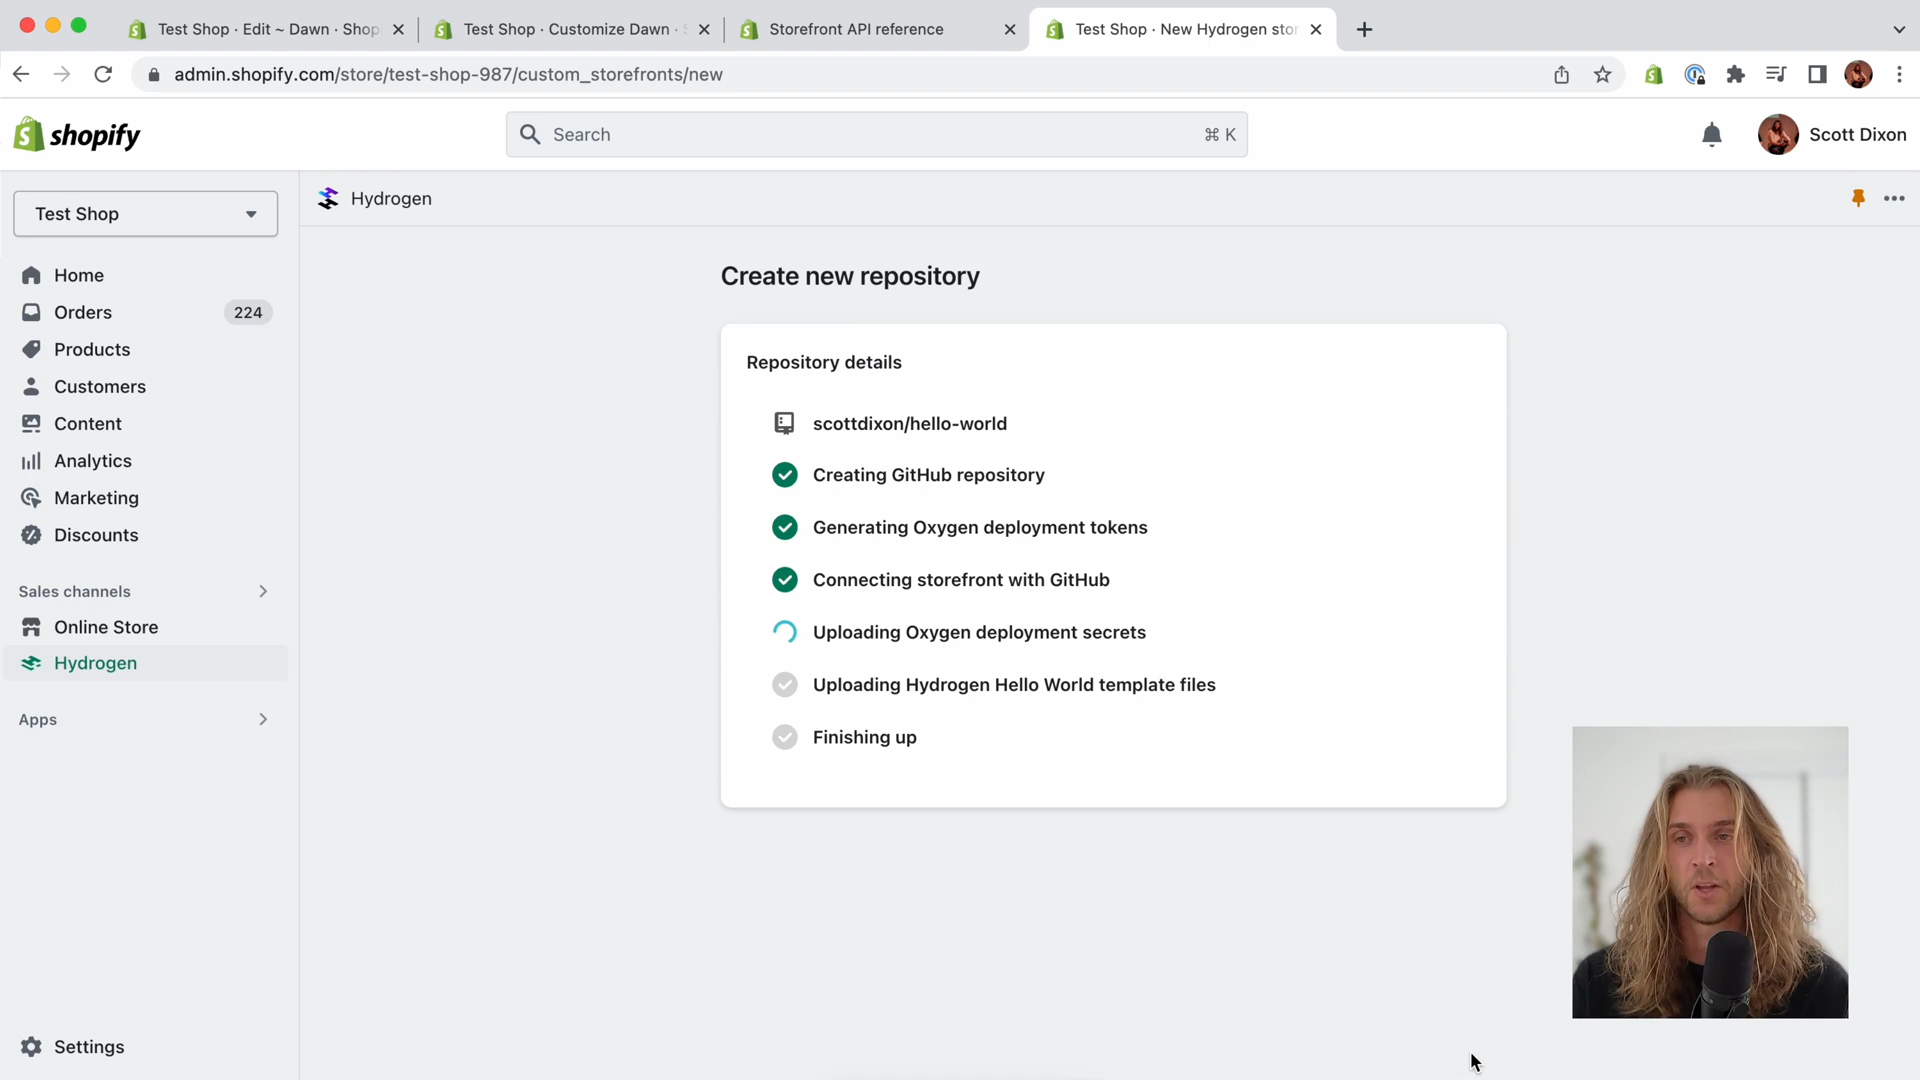 Test Shop · Edit ~ Dawn · Shop
Test Shop · Customize Dawn · S
Storefront API reference
Test Shop · New Hydrogen stor
admin.shopify.com/store/test-shop-987/custom_storefronts/new
shopify
Search
⌘ K
Scott Dixon
Test Shop
Hydrogen
Home
Orders
224
Products
Customers
Content
Analytics
Marketing
Discounts
Sales channels
Online Store
Hydrogen
Apps
Settings
Create new repository
Repository details
scottdixon/hello-world
Creating GitHub repository
Generating Oxygen deployment tokens
Connecting storefront with GitHub
Uploading Oxygen deployment secrets
Uploading Hydrogen Hello World template files
Finishing up